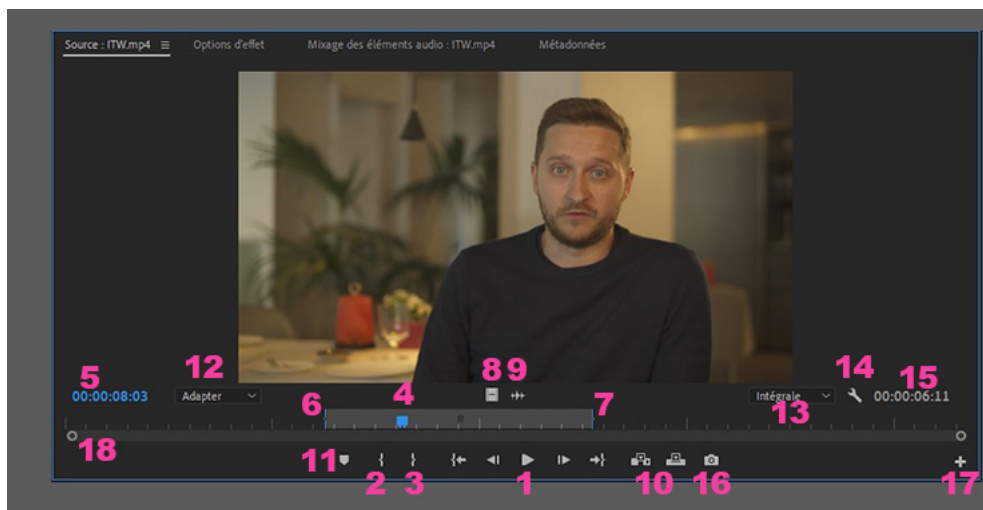 Source : ITW.mp4 Options d'effet Mixage des éléments audio : ITW.mp4 Métadonnées
12 8 9 14
5 4 15
00:00:08:03 Adapter Intégrale 00:00:06:11
6 7 13
18
11
2 3 1 10 16 17